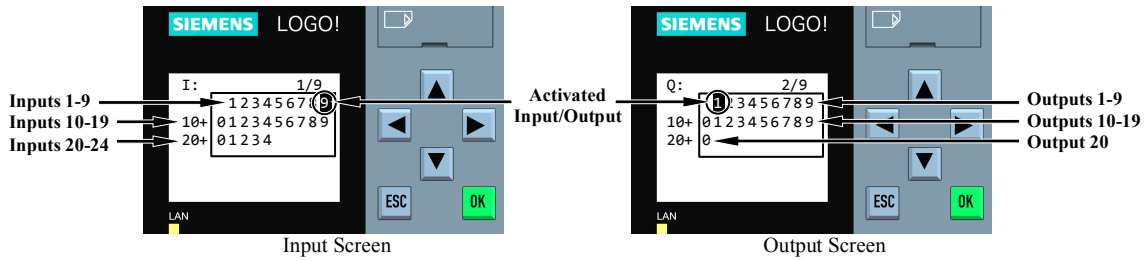 SIEMENS LOGO!
I: 1/9
123456789
10+ 0123456789
20+ 01234
LAN
ESC OK
Input Screen
Inputs 1-9
Inputs 10-19
Inputs 20-24
Activated
Input/Output
SIEMENS LOGO!
Q: 2/9
123456789
10+ 0123456789
20+ 0
LAN
ESC OK
Output Screen
Outputs 1-9
Outputs 10-19
Output 20